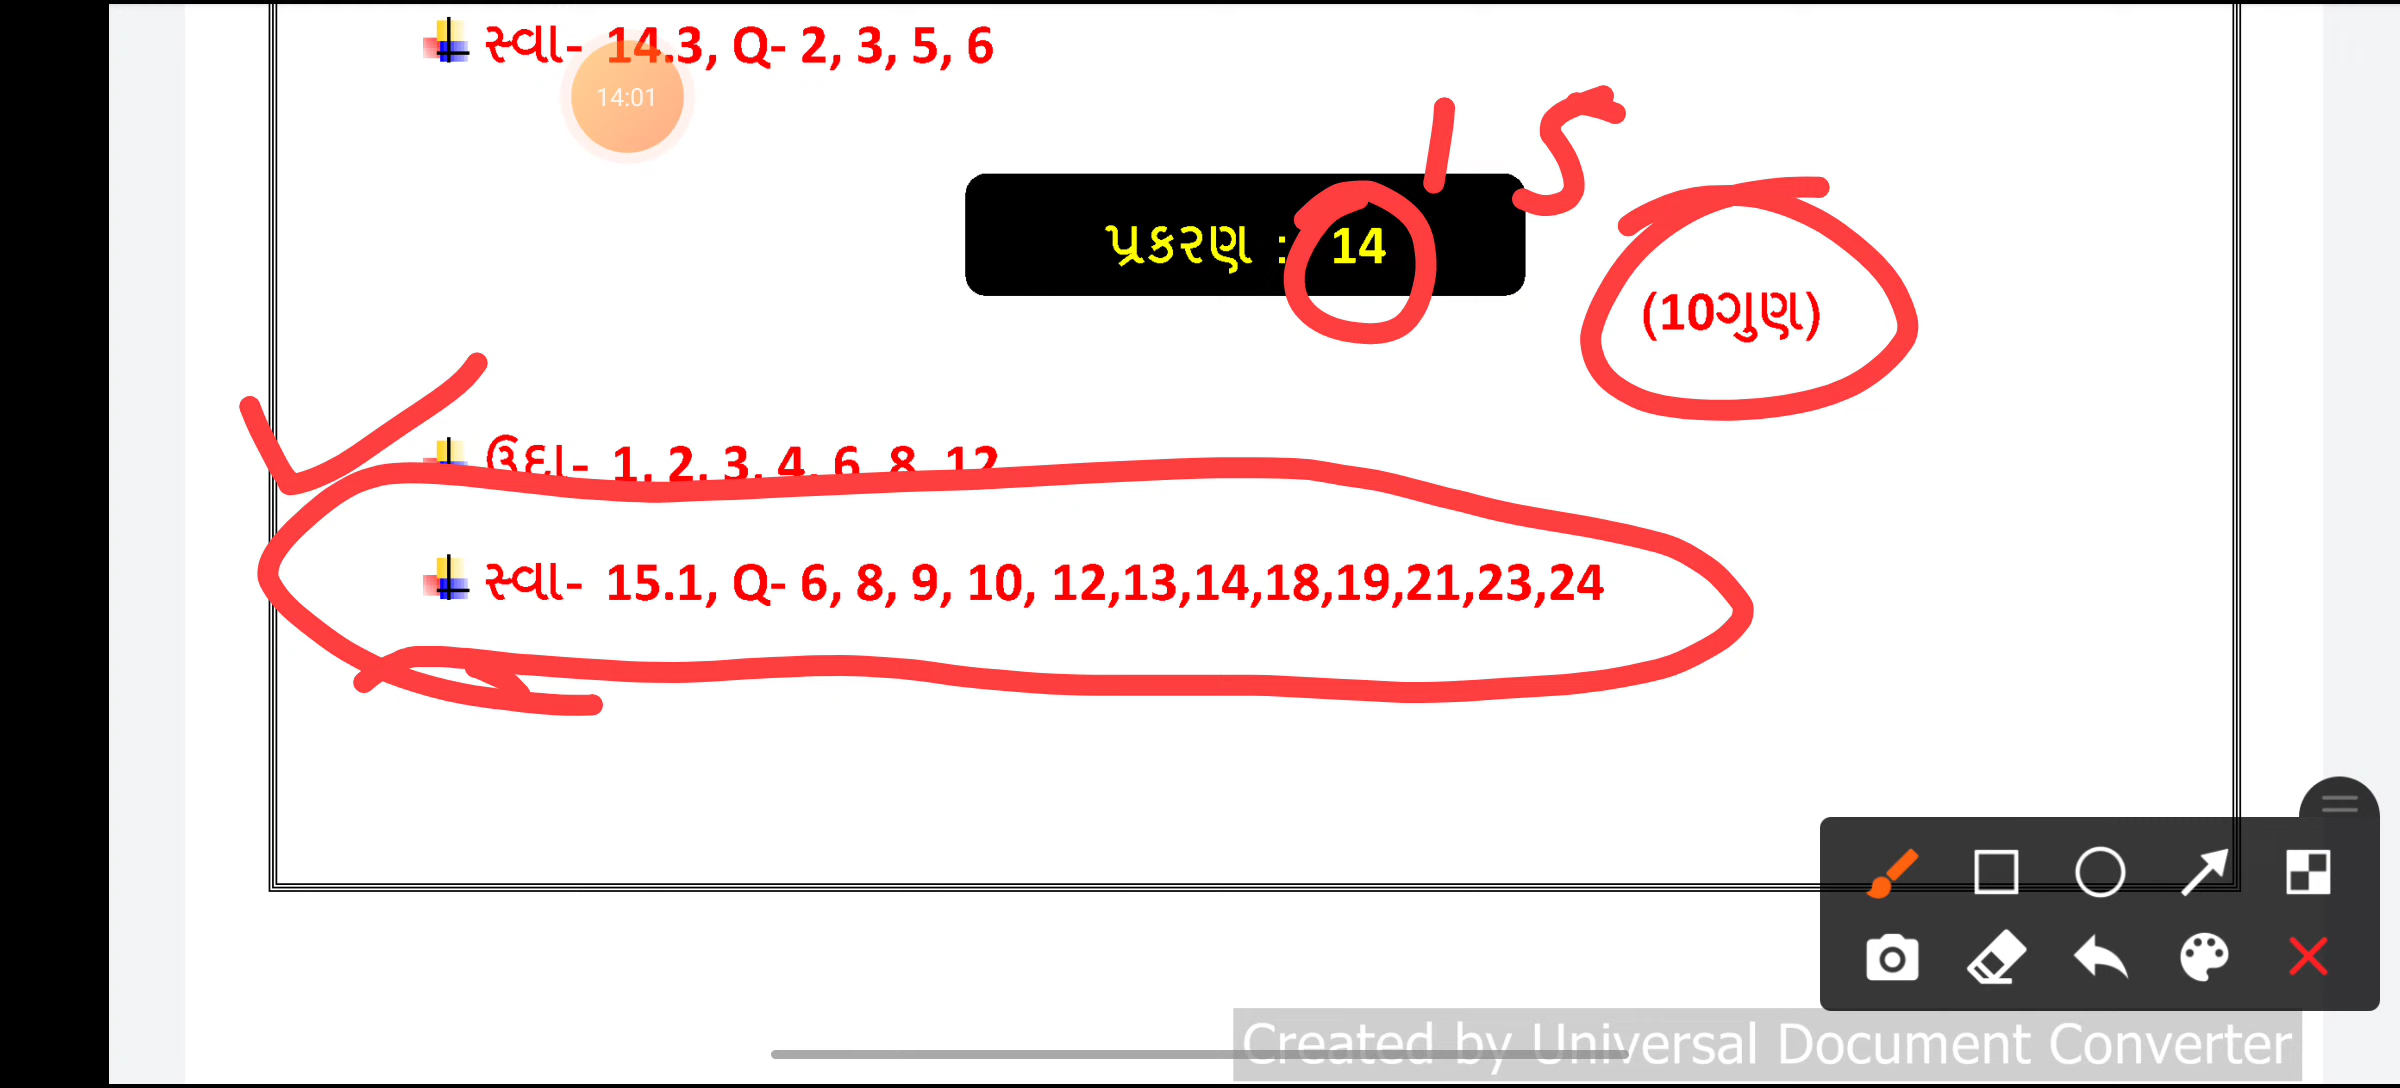 સ્વા- 14.3, Q- 2, 3, 5, 6
14:01
15
પ્રકરણ : 14
(10ગુણ)
ઉદા- 1, 2, 3, 4, 6, 8, 12
સ્વા- 15.1, Q- 6, 8, 9, 10, 12,13,14,18,19,21,23,24
Created by Universal Document Converter